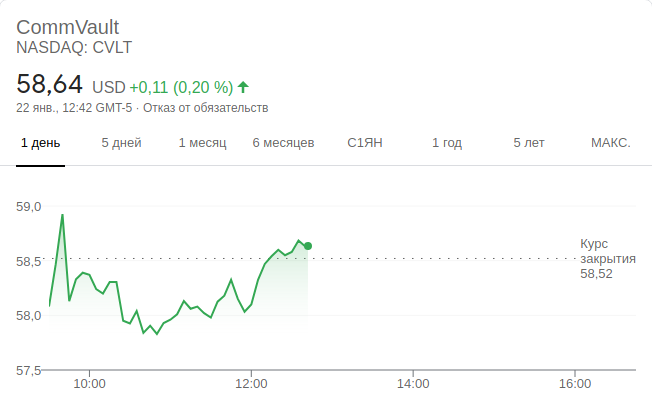 CommVault
NASDAQ: CVLT
58,64 USD +0,11 (0,20 %)
22 янв., 12:42 GMT-5 · Отказ от обязательств
1 день 5 дней 1 месяц 6 месяцев С1ЯН 1 год 5 лет МАКС.
59,0
Курс
58,5 закрытия
58,52
58,0
57,5
10:00 12:00 14:00 16:00